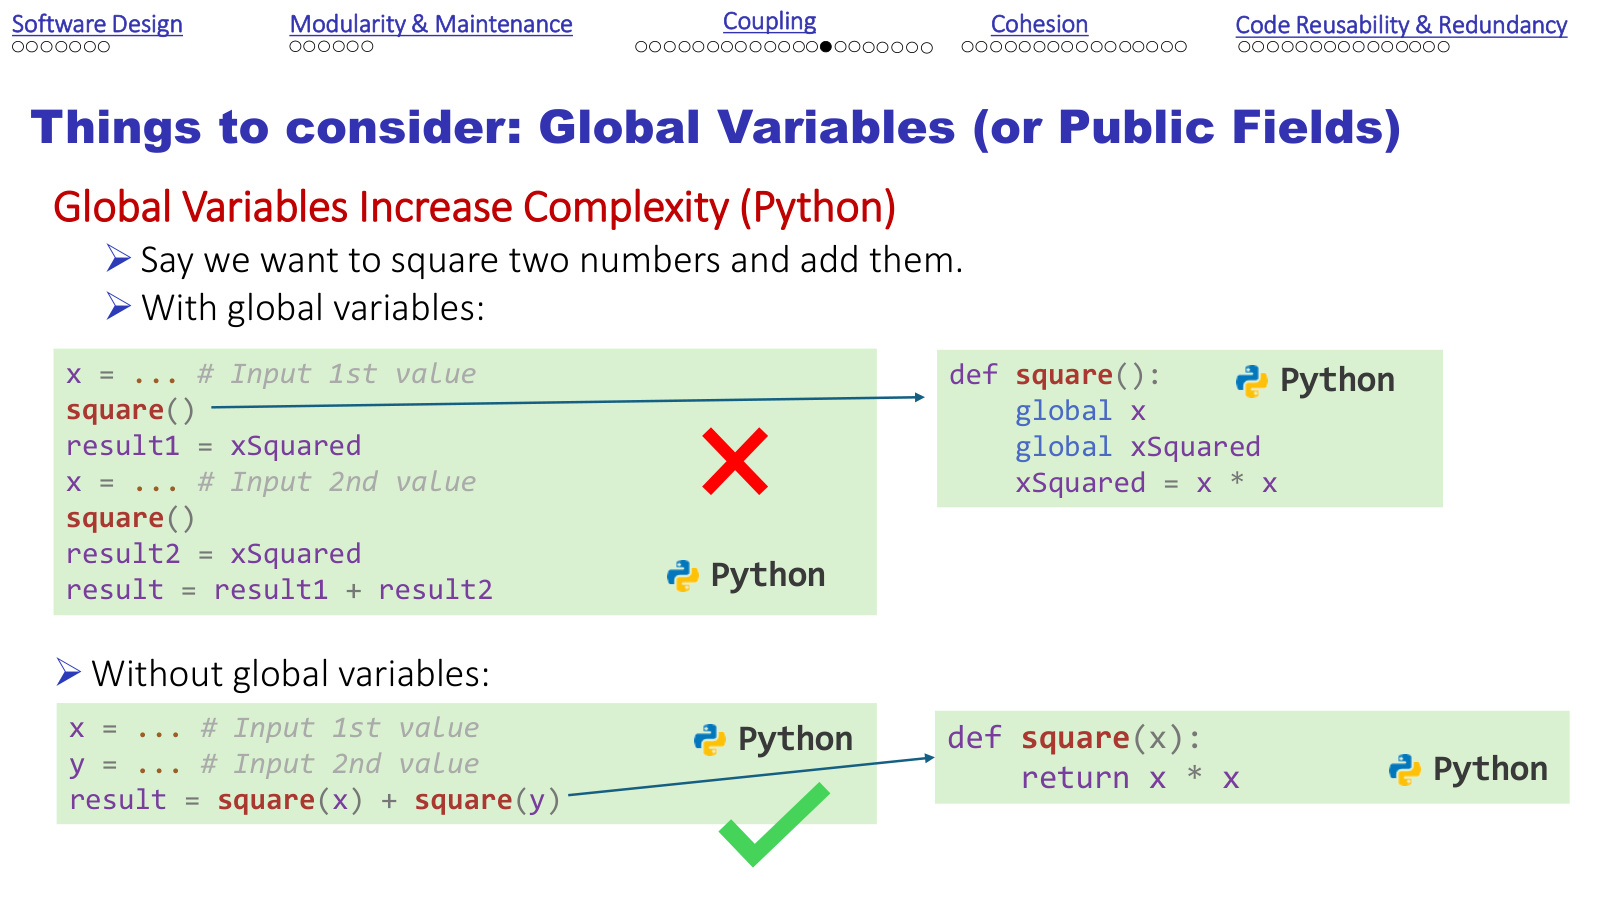 Software Design
Modularity & Maintenance
Coupling
Cohesion
Code Reusability & Redundancy
Things to consider: Global Variables (or Public Fields)
Global Variables Increase Complexity (Python)
Say we want to square two numbers and add them.
With global variables:
x = ... # Input 1st value
square()
result1 = xSquared
x = ... # Input 2nd value
square()
result2 = xSquared
result = result1 + result2
Python
def square():
global x
global xSquared
xSquared = x * x
Python
Without global variables:
x = ... # Input 1st value
y = ... # Input 2nd value
result = square(x) + square(y)
Python
def square(x):
return x * x
Python